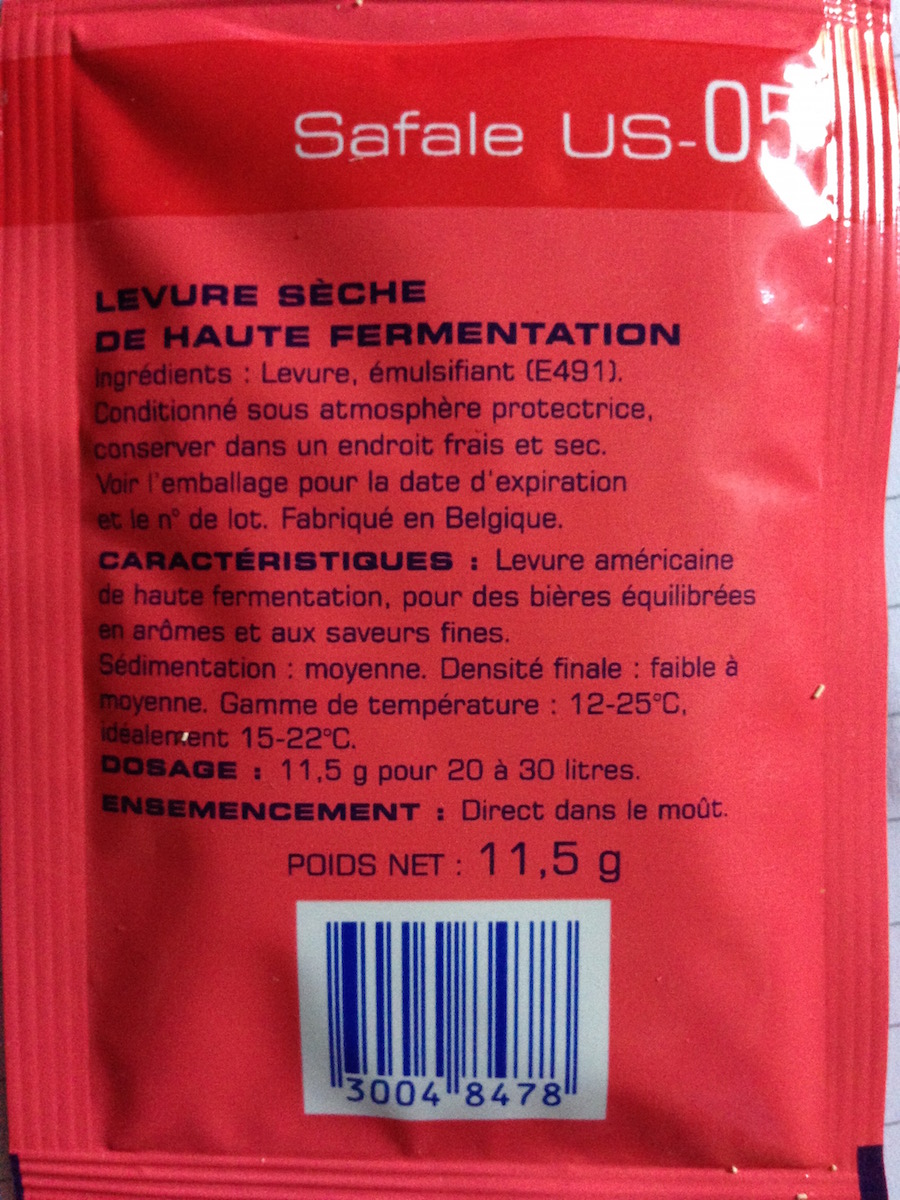 Safale US-05
LEVURE SÈCHE
DE HAUTE FERMENTATION
Ingrédients : Levure, émulsifiant (E491).
Conditionné sous atmosphère protectrice,
conserver dans un endroit frais et sec.
Voir l'emballage pour la date d'expiration
et le n° de lot. Fabriqué en Belgique.
CARACTÉRISTIQUES : Levure américaine
de haute fermentation, pour des bières équilibrées
en arômes et aux saveurs fines.
Sédimentation : moyenne. Densité finale : faible à
moyenne. Gamme de température : 12-25°C,
idéalement 15-22°C.
DOSAGE : 11,5 g pour 20 à 30 litres.
ENSEMENCEMENT : Direct dans le moût.
POIDS NET : 11,5 g
3004 8478